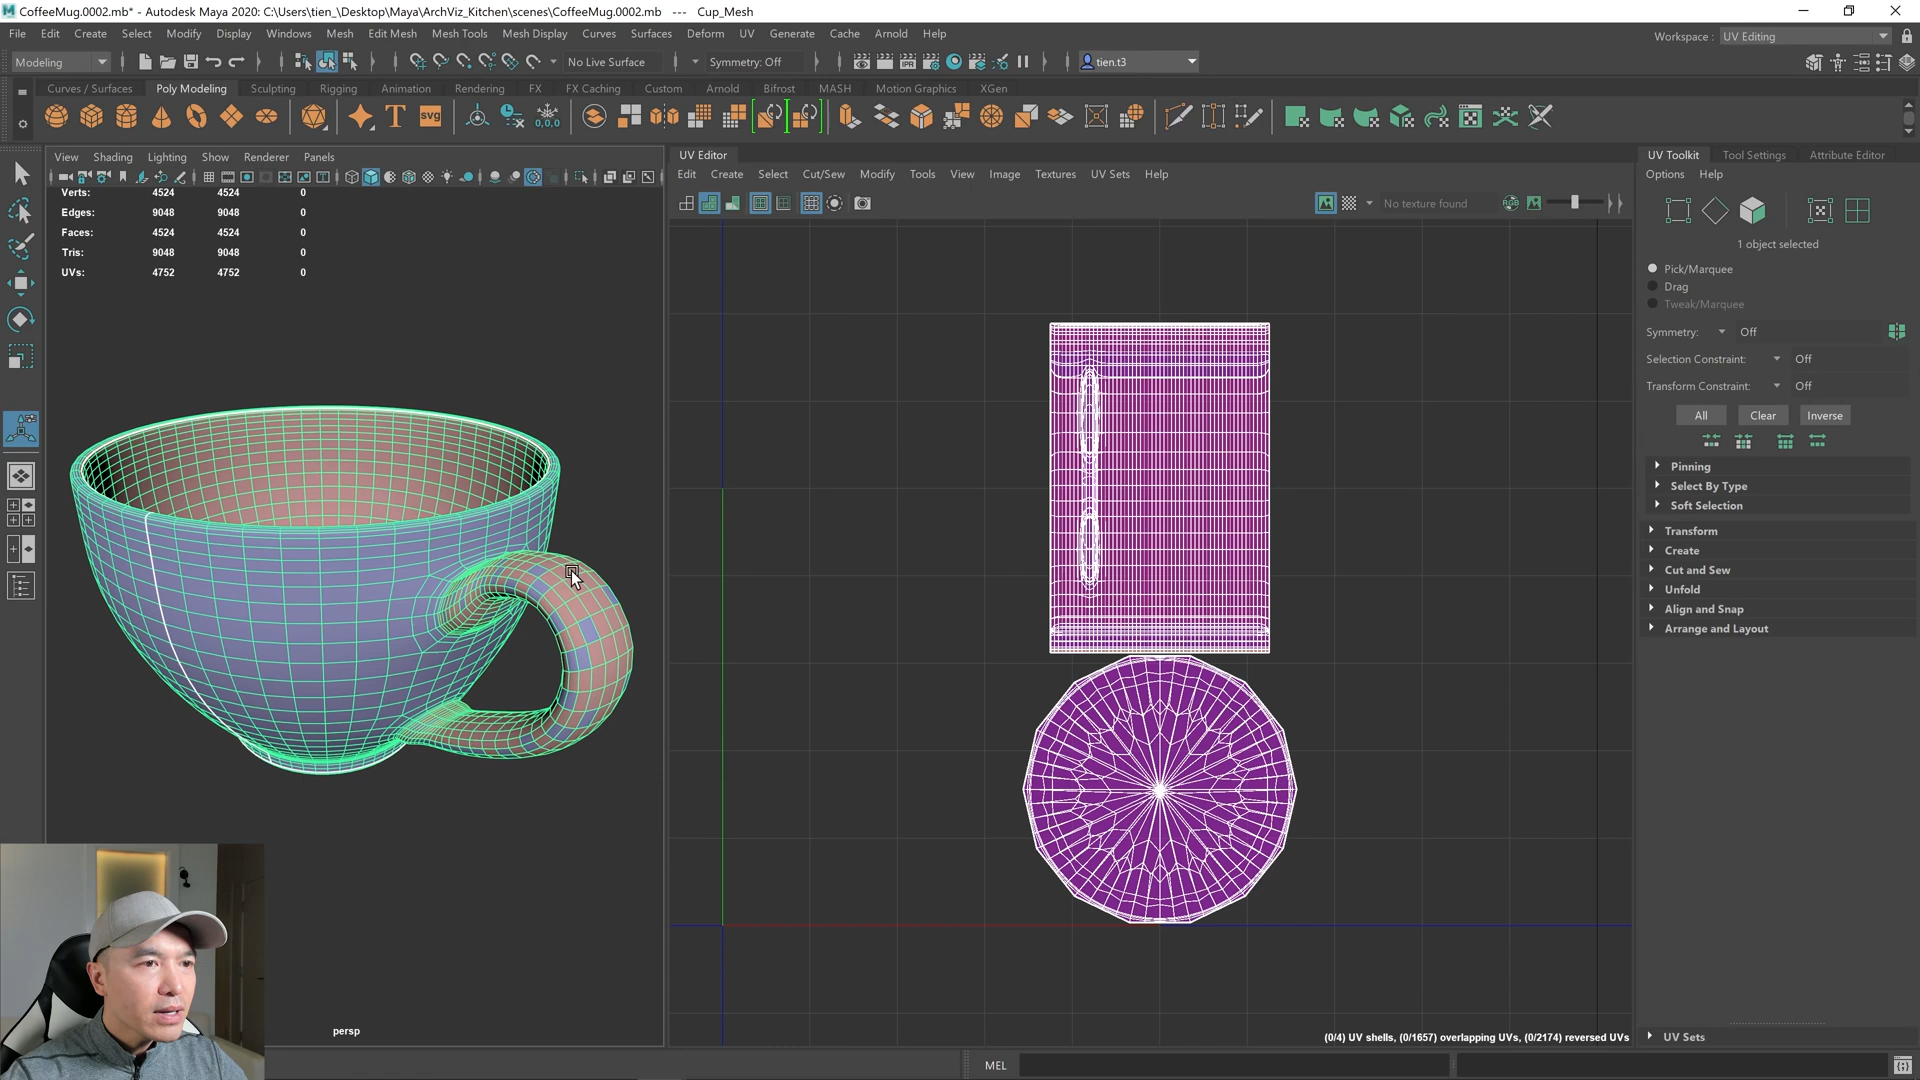 CoffeeMug.0002.mb* - Autodesk Maya 2020: C:\Users\tien_\Desktop\Maya\ArchViz_Kitchen\scenes\CoffeeMug.0002.mb --- Cup_Mesh
File Edit Create Select Modify Display Windows Mesh Edit Mesh Mesh Tools Mesh Display Curves Surfaces Deform UV Generate Cache Arnold Help
Workspace : UV Editing
Modeling
No Live Surface
Symmetry: Off
IPR
tien.t3
Curves / Surfaces Poly Modeling Sculpting Rigging Animation Rendering FX FX Caching Custom Arnold Bifrost MASH Motion Graphics XGen
T
svg
0,0,0
View Shading Lighting Show Renderer Panels
Verts: 4524 4524 0
Edges: 9048 9048 0
Faces: 4524 4524 0
Tris: 9048 9048 0
UVs: 4752 4752 0
persp
UV Editor
Edit Create Select Cut/Sew Modify Tools View Image Textures UV Sets Help
No texture found
RGB
(0/4) UV shells, (0/1657) overlapping UVs, (0/2174) reversed UVs
UV Toolkit Tool Settings Attribute Editor
Options Help
1 object selected
Pick/Marquee
Drag
Tweak/Marquee
Symmetry: Off
Selection Constraint: Off
Transform Constraint: Off
All Clear Inverse
Pinning
Select By Type
Soft Selection
Transform
Create
Cut and Sew
Unfold
Align and Snap
Arrange and Layout
UV Sets
MEL